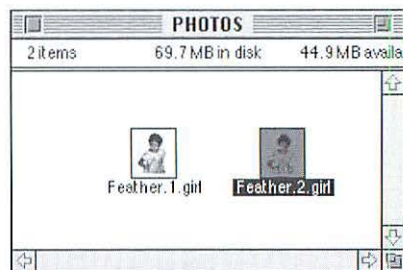 PHOTOS
2 items 69.7 MB in disk 44.9 MB availa
Feather.1.girl
Feather.2.girl